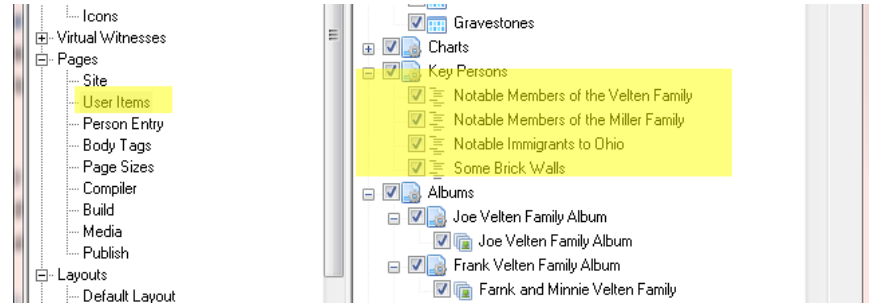 Icons
Virtual Witnesses
Pages
Site
User Items
Person Entry
Body Tags
Page Sizes
Compiler
Build
Media
Publish
Layouts
Default Layout
Gravestones
Charts
Key Persons
Notable Members of the Velten Family
Notable Members of the Miller Family
Notable Immigrants to Ohio
Some Brick Walls
Albums
Joe Velten Family Album
Joe Velten Family Album
Frank Velten Family Album
Farnk and Minnie Velten Family